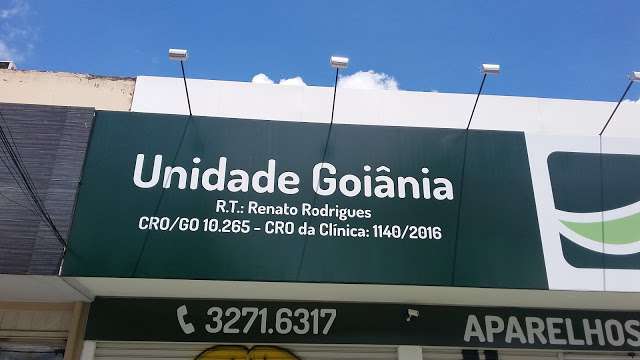 Unidade Goiânia
R.T.: Renato Rodrigues
CRO/GO 10.265 - CRO da Clínica: 1140/2016
3271.6317
APARELHOS